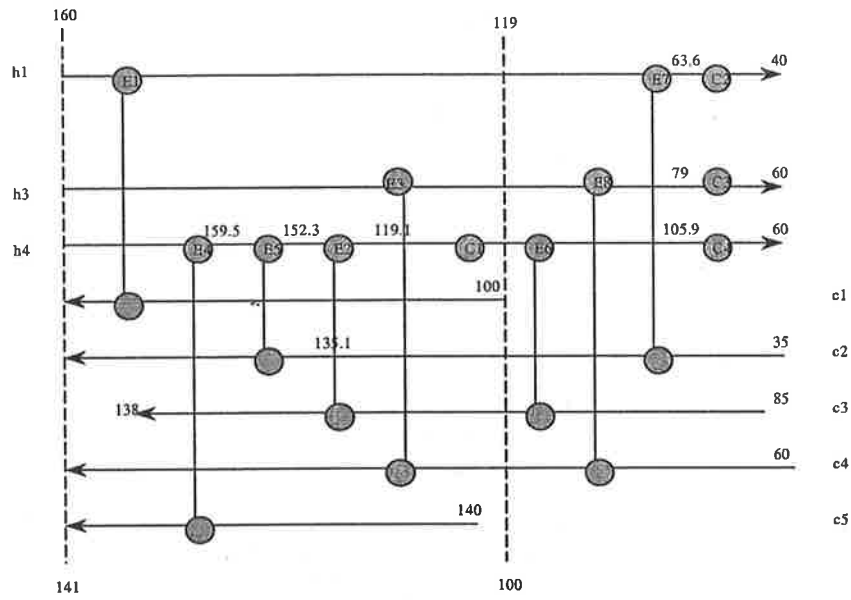 160
119
h1 E1 E7 63,6 C2 40
h3 E3 E8 79 C3 60
h4 E4 159.5 E5 152.3 E2 119.1 C1 E6 105.9 C4 60
100 c1
135.1 35 c2
138 85 c3
60 c4
140 c5
141
100